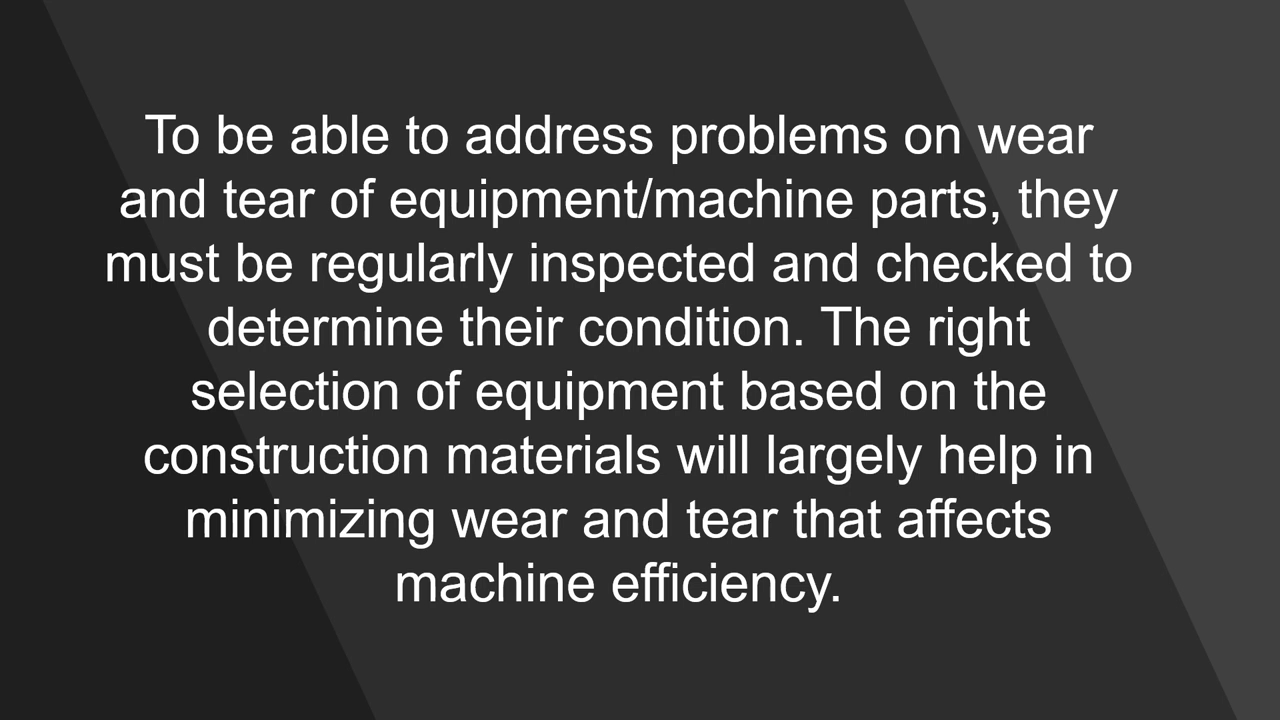 To be able to address problems on wear
and tear of equipment/machine parts, they
must be regularly inspected and checked to
determine their condition. The right
selection of equipment based on the
construction materials will largely help in
minimizing wear and tear that affects
machine efficiency.